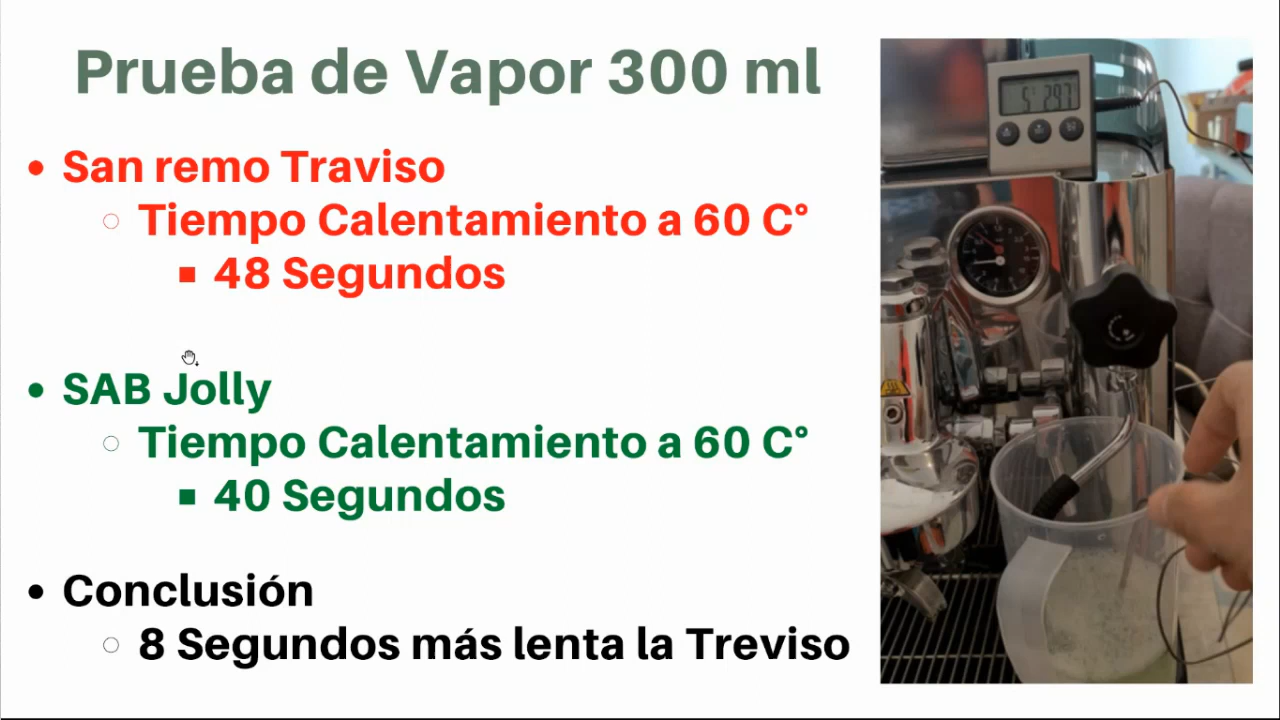 Prueba de Vapor 300 ml
San remo Traviso
Tiempo Calentamiento a 60 C°
48 Segundos
SAB Jolly
Tiempo Calentamiento a 60 C°
40 Segundos
Conclusión
8 Segundos más lenta la Treviso